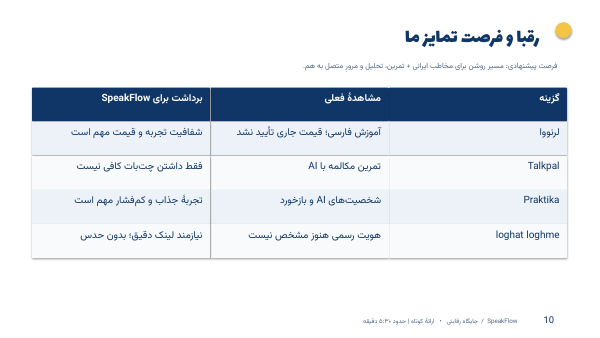 رقبا و فرصت تمایز ما
فرصت پیشنهادی: مسیر روشن برای مخاطب ایرانی + تمرین، تحلیل و مرور متصل به هم.
گزینه	مشاهدهٔ فعلی	برداشت برای SpeakFlow
لرنووا	آموزش فارسی؛ قیمت جاری تأیید نشد	شفافیت تجربه و قیمت مهم است
Talkpal	تمرین مکالمه با AI	فقط داشتن چت‌بات کافی نیست
Praktika	شخصیت‌های AI و بازخورد	تجربهٔ جذاب و کم‌فشار مهم است
loghat loghme	هویت رسمی هنوز مشخص نیست	نیازمند لینک دقیق؛ بدون حدس
10	SpeakFlow / جایگاه رقابتی • ارائهٔ کوتاه | حدود ۵:۳۰ دقیقه